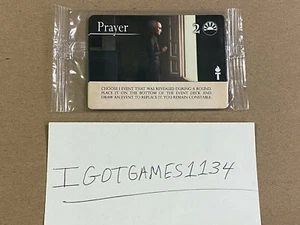 Prayer
2
CHOOSE 1 EVENT THAT WAS REVEALED DURING A ROUND
PLACE IT ON THE BOTTOM OF THE EVENT DECK AND
DRAW AN EVENT TO REPLACE IT. YOU REMAIN CONSTABLE.
IGOTGAMES1134